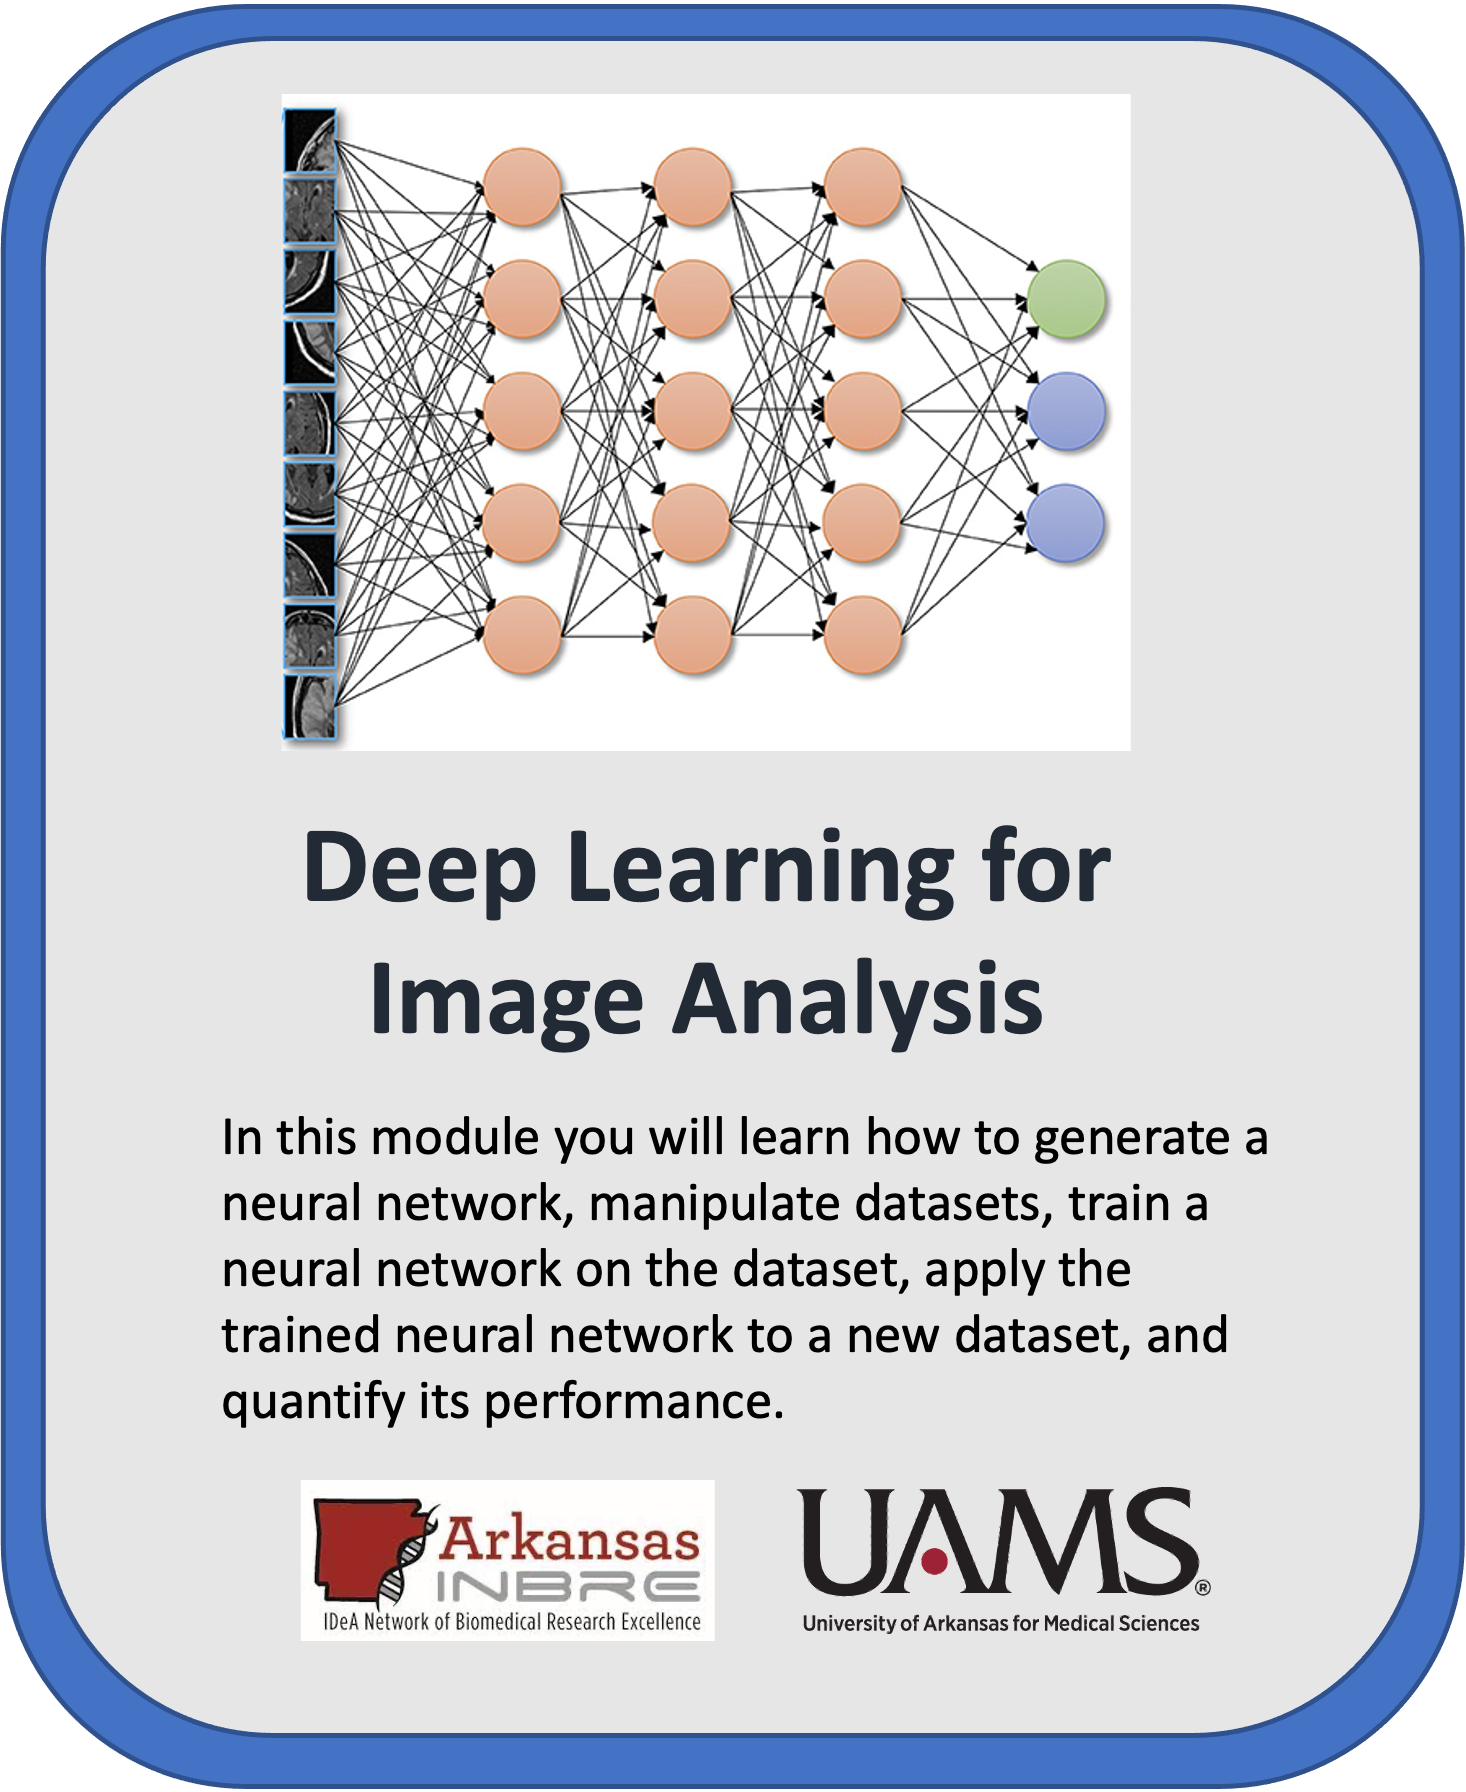 Deep Learning for
Image Analysis
In this module you will learn how to generate a
neural network, manipulate datasets, train a
neural network on the dataset, apply the
trained neural network to a new dataset, and
quantify its performance.
Arkansas
INBRE
IDeA Network of Biomedical Research Excellence
UAMS®
University of Arkansas for Medical Sciences